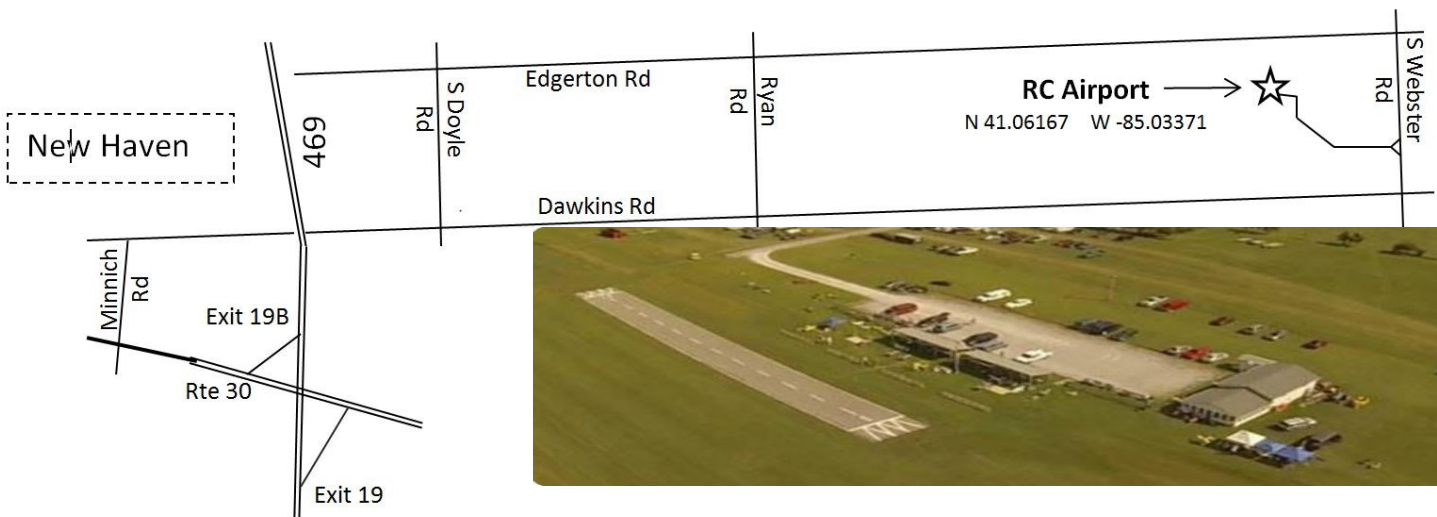 Edgerton Rd
S Doyle
Rd
Ryan
Rd
S Webster
Rd
RC Airport
N 41.06167 W -85.03371
469
New Haven
Dawkins Rd
Minnich
Rd
Exit 19B
Rte 30
Exit 19